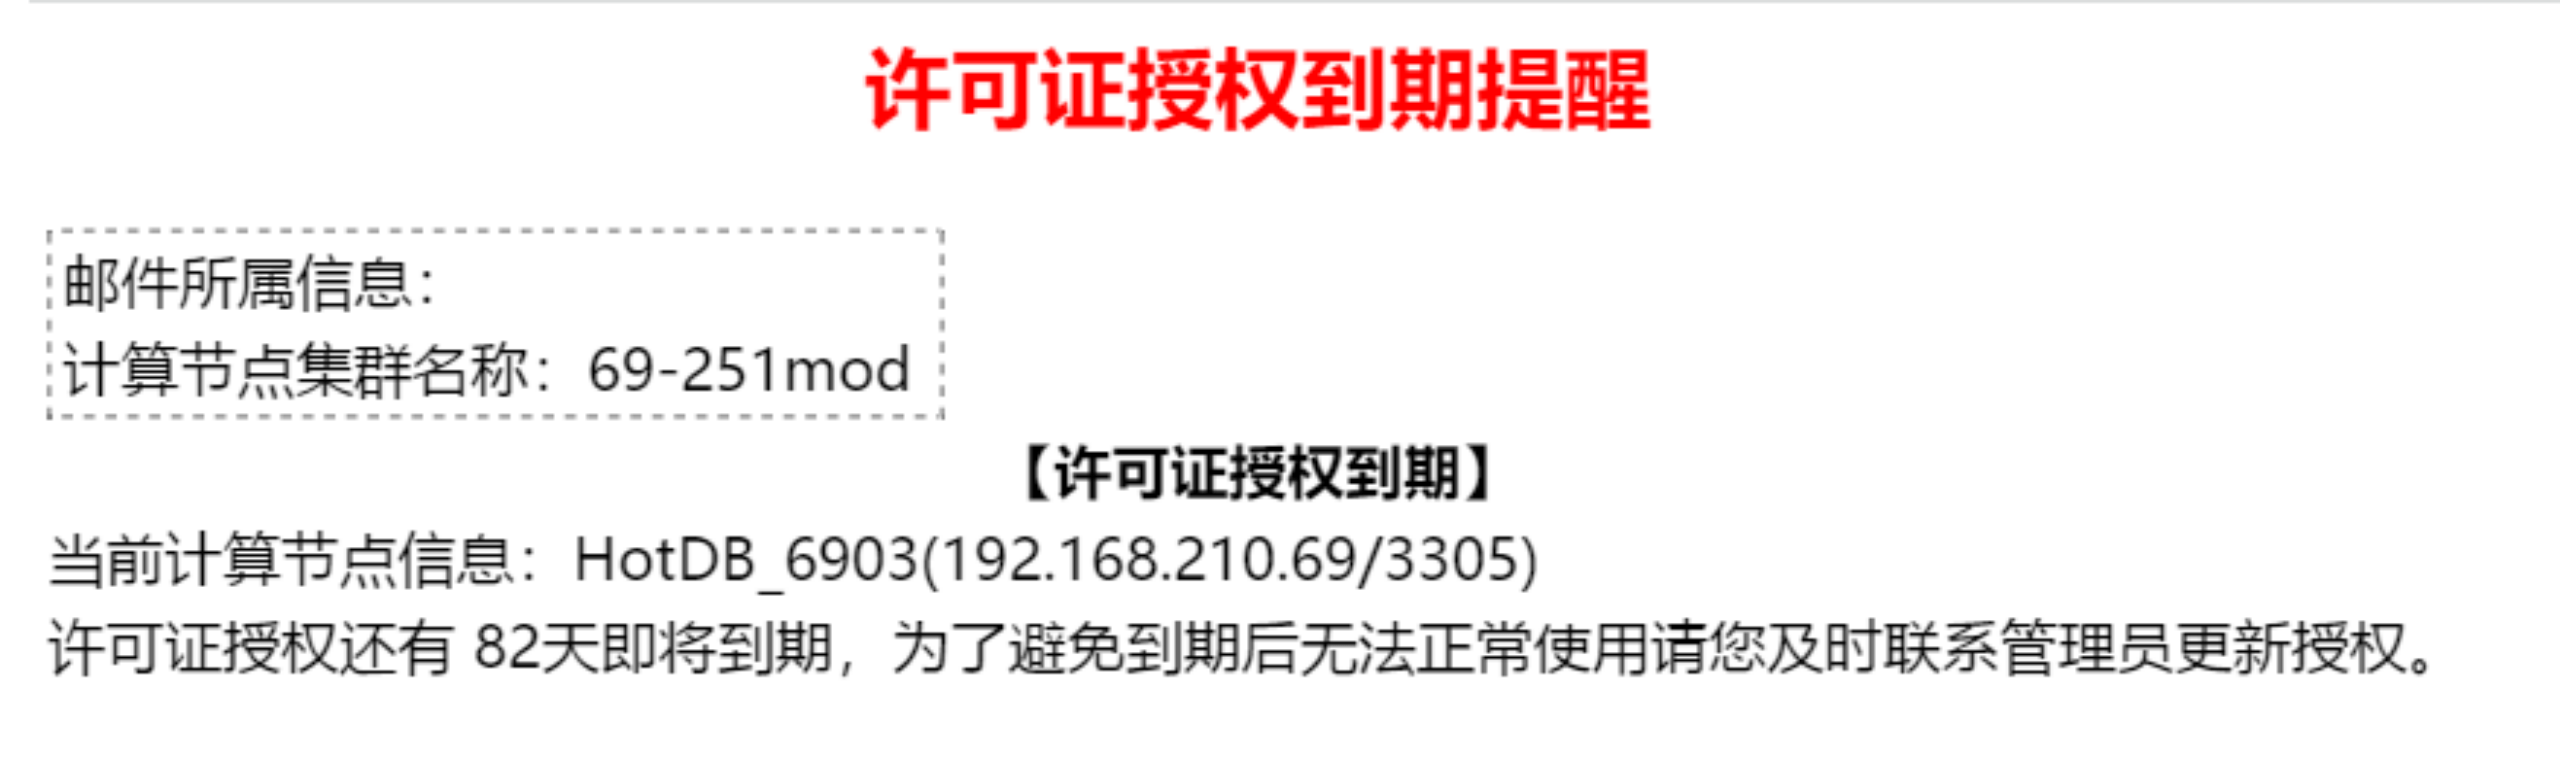 许可证授权到期提醒
邮件所属信息：
计算节点集群名称：69-251mod
【许可证授权到期】
当前计算节点信息：HotDB_6903(192.168.210.69/3305)
许可证授权还有 82天即将到期，为了避免到期后无法正常使用请您及时联系管理员更新授权。